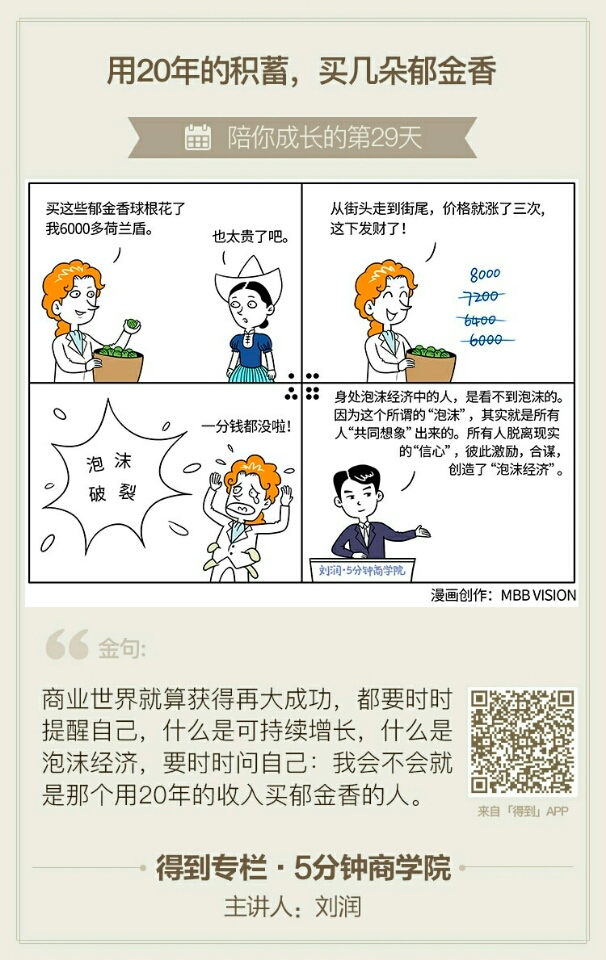 用20年的积蓄，买几朵郁金香
陪你成长的第29天
买这些郁金香球根花了
我6000多荷兰盾。
也太贵了吧。
从街头走到街尾，价格就涨了三次，
这下发财了！
8000
7200
6400
6000
泡沫
破裂
一分钱都没啦！
身处泡沫经济中的人，是看不到泡沫的。
因为这个所谓的“泡沫”，其实就是所有
人“共同想象”出来的。所有人脱离现实
的“信心”，彼此激励，合谋，
创造了“泡沫经济”。
刘润·5分钟商学院
漫画创作：MBB VISION
金句:
商业世界就算获得再大成功，都要时时
提醒自己，什么是可持续增长，什么是
泡沫经济，要时时问自己：我会不会就
是那个用20年的收入买郁金香的人。
来自「得到」APP
得到专栏·5分钟商学院
主讲人：刘润